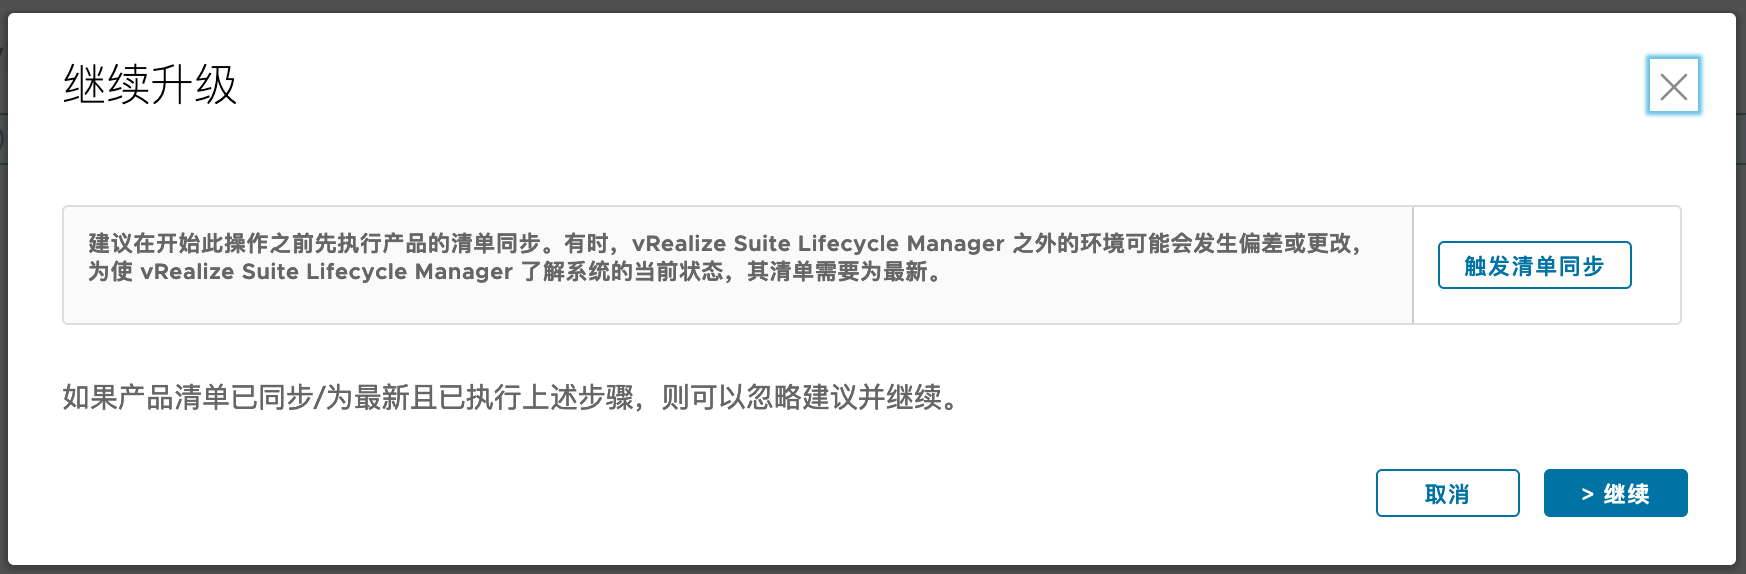 继续升级
建议在开始此操作之前先执行产品的清单同步。有时，vRealize Suite Lifecycle Manager 之外的环境可能会发生偏差或更改，
为使 vRealize Suite Lifecycle Manager 了解系统的当前状态，其清单需要为最新。
触发清单同步
如果产品清单已同步/为最新且已执行上述步骤，则可以忽略建议并继续。
取消
> 继续